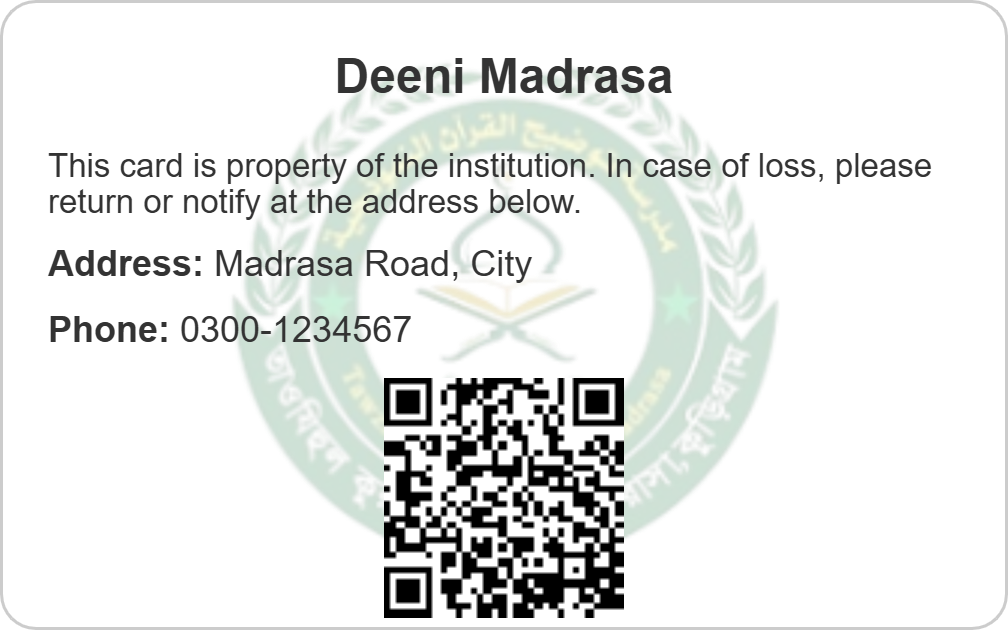 Deeni Madrasa
This card is property of the institution. In case of loss, please
return or notify at the address below.
Address: Madrasa Road, City
Phone: 0300-1234567